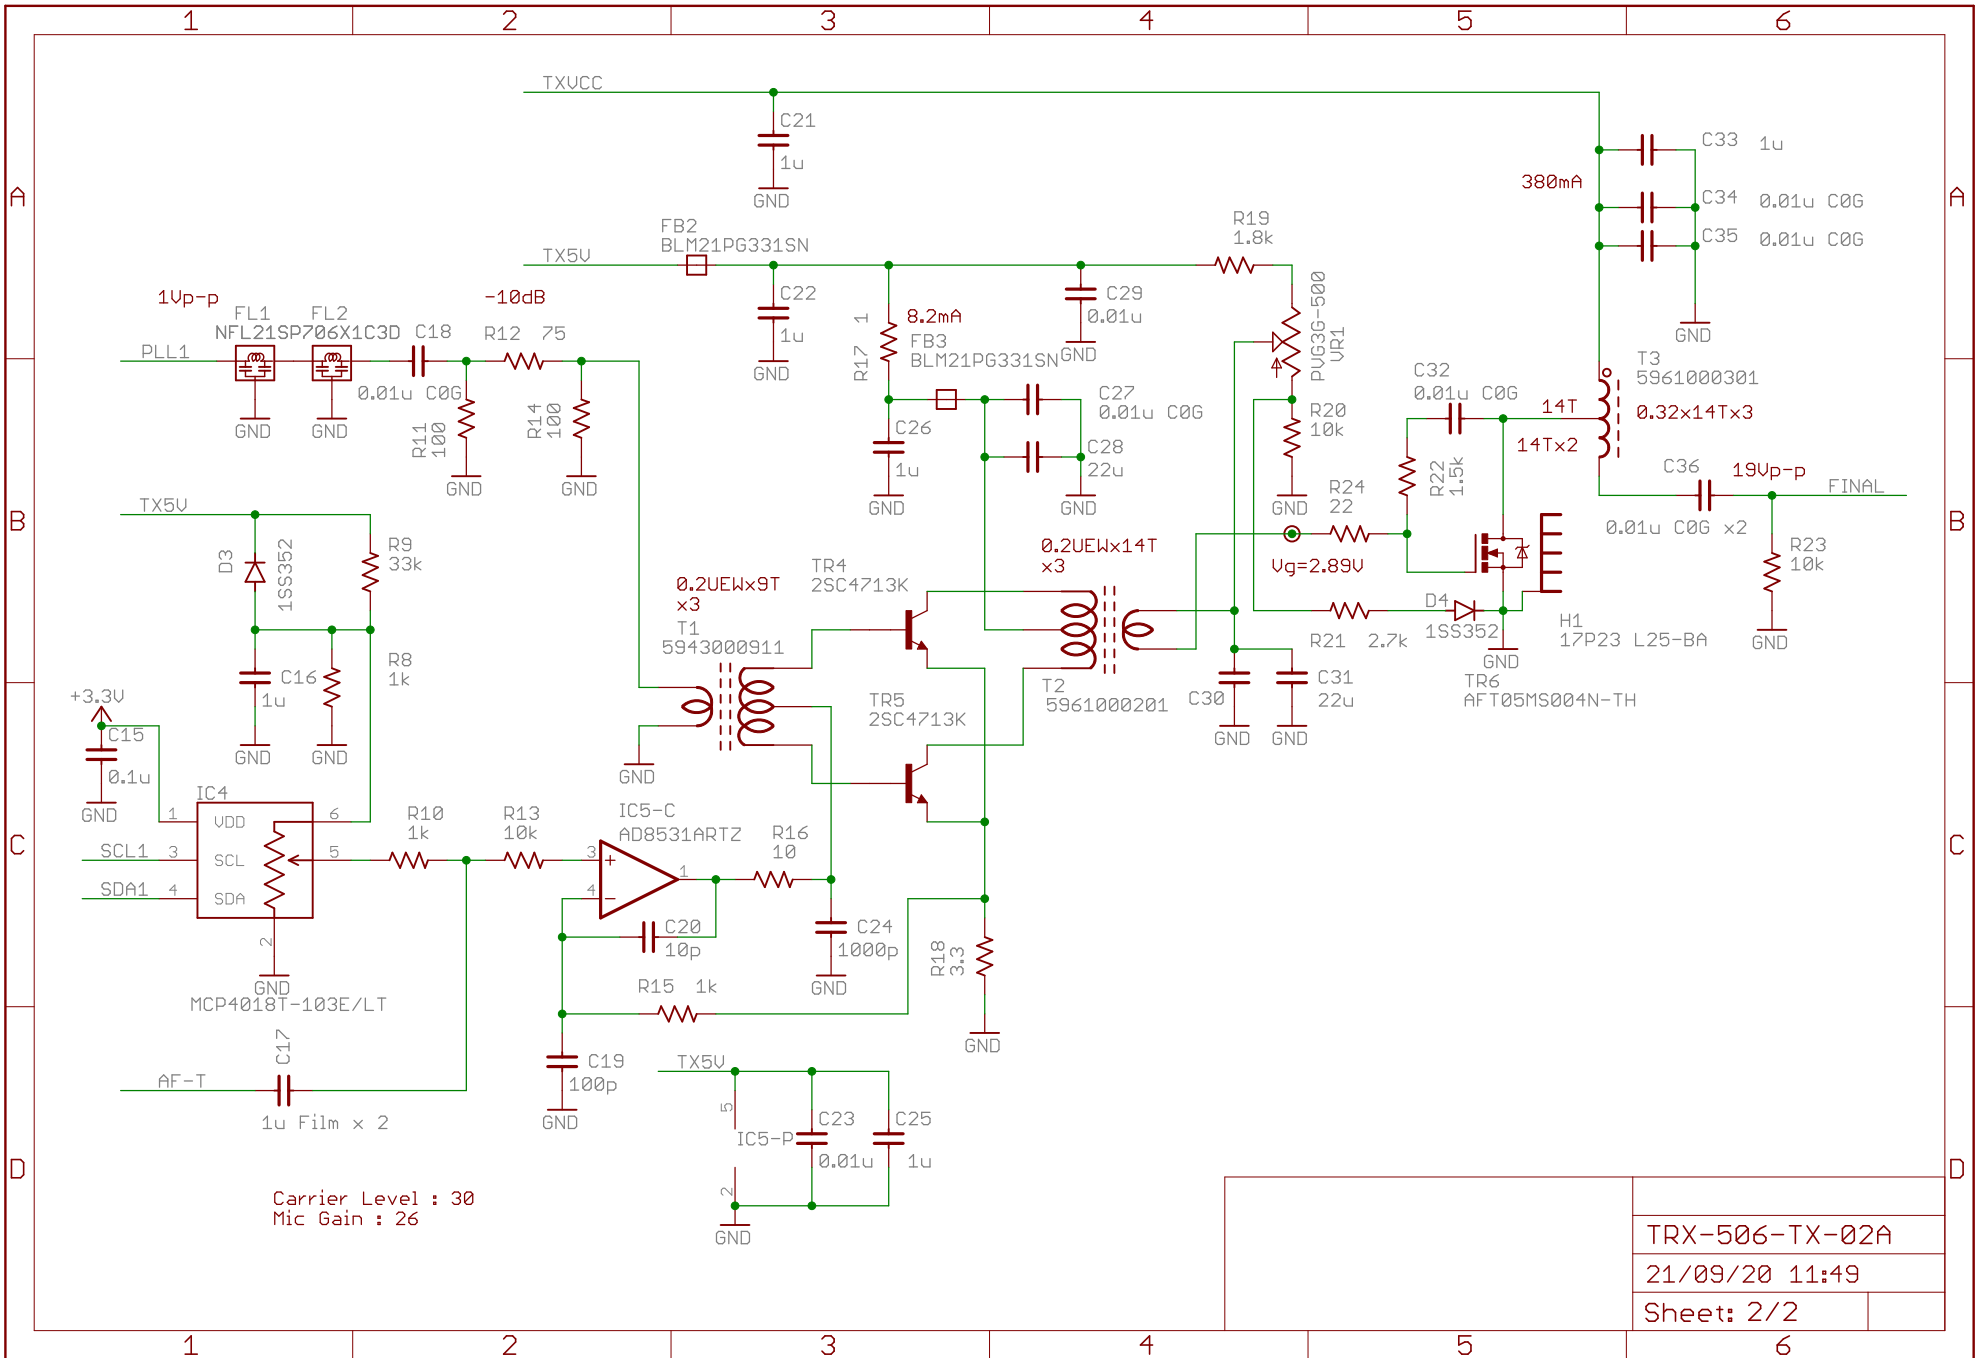 1 2 3 4 5 6
A
B
C
D
A
B
C
D
TXVCC
C21
1u
GND
C33 1u
380mA
C34 0.01u C0G
C35 0.01u C0G
GND
FB2
BLM21PG331SN
TX5V
C22
1u
GND
R17 1
8.2mA
FB3
BLM21PG331SN
C29
0.01u
GND
R19
1.8k
PVG3G-500
VR1
1Vp-p
-10dB
FL1 FL2
NFL21SP706X1C3D
C18
0.01u C0G
R12 75
PLL1
GND
GND
R11
100
R14
100
GND
GND
C26
1u
GND
C27
0.01u C0G
C28
22u
GND
R20
10k
GND
C32
0.01u C0G
R22
1.5k
14T
14Tx2
T3
5961000301
0.32x14Tx3
C36
0.01u C0G x2
19Vp-p
FINAL
R23
10k
GND
R24
22
Vg=2.89V
R21 2.7k
D4
1SS352
GND
TR6
AFT05MS004N-TH
H1
17P23 L25-BA
TX5V
D3
1SS352
R9
33k
R8
1k
C16
1u
GND
GND
+3.3V
C15
0.1u
GND
0.2UEWx9T
x3
T1
5943000911
GND
TR4
2SC4713K
TR5
2SC4713K
0.2UEWx14T
x3
T2
5961000201
C30
C31
22u
GND
GND
IC4
1 VDD 6
SCL1 3 SCL 5
SDA1 4 SDA
2
GND
MCP4018T-103E/LT
R10
1k
R13
10k
IC5-C
AD8531ARTZ
3 +
4 −
1
R16
10
C20
10p
C24
1000p
GND
R15 1k
R18
3.3
GND
C19
100p
GND
C17
AF-T
1u Film x 2
TX5V
5
IC5-P
2
GND
C23
0.01u
C25
1u
Carrier Level : 30
Mic Gain : 26
TRX-506-TX-02A
21/09/20 11:49
Sheet: 2/2
1 2 3 4 5 6